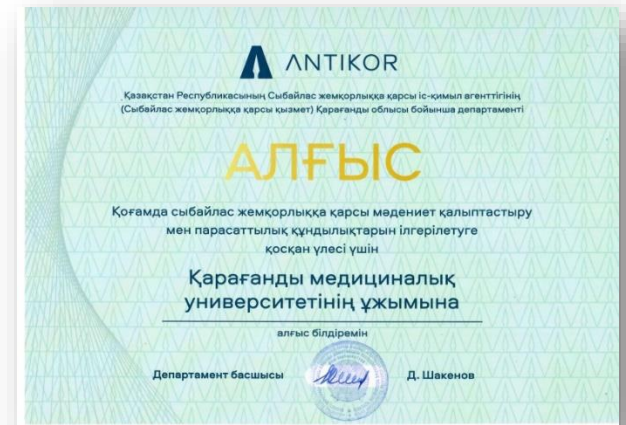 ANTIKOR
Қазақстан Республикасының Сыбайлас жемқорлыққа қарсы іс-қимыл агенттігінің
(Сыбайлас жемқорлыққа қарсы қызмет) Қарағанды облысы бойынша департаменті
АЛҒЫС
Қоғамда сыбайлас жемқорлыққа қарсы мәдениет қалыптастыру
мен парасаттылық құндылықтарын ілгерілетуге
қосқан үлесі үшін
Қарағанды медициналық
университетінің ұжымына
алғыс білдіремін
Департамент басшысы Д. Шакенов